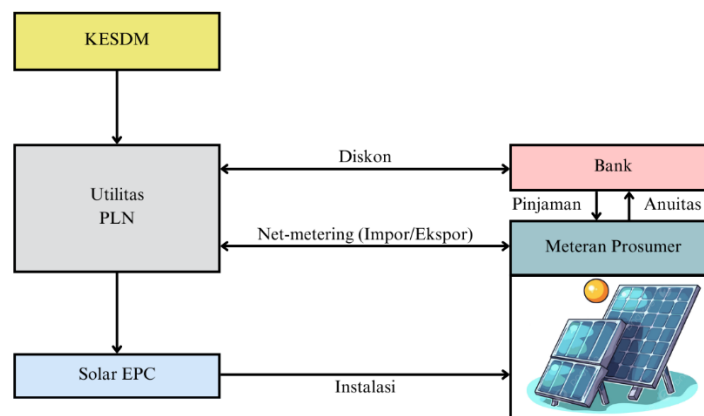 KESDM
Diskon
Bank
Utilitas
PLN
Pinjaman
Anuitas
Net-metering (Impor/Ekspor)
Meteran Prosumer
Solar EPC
Instalasi